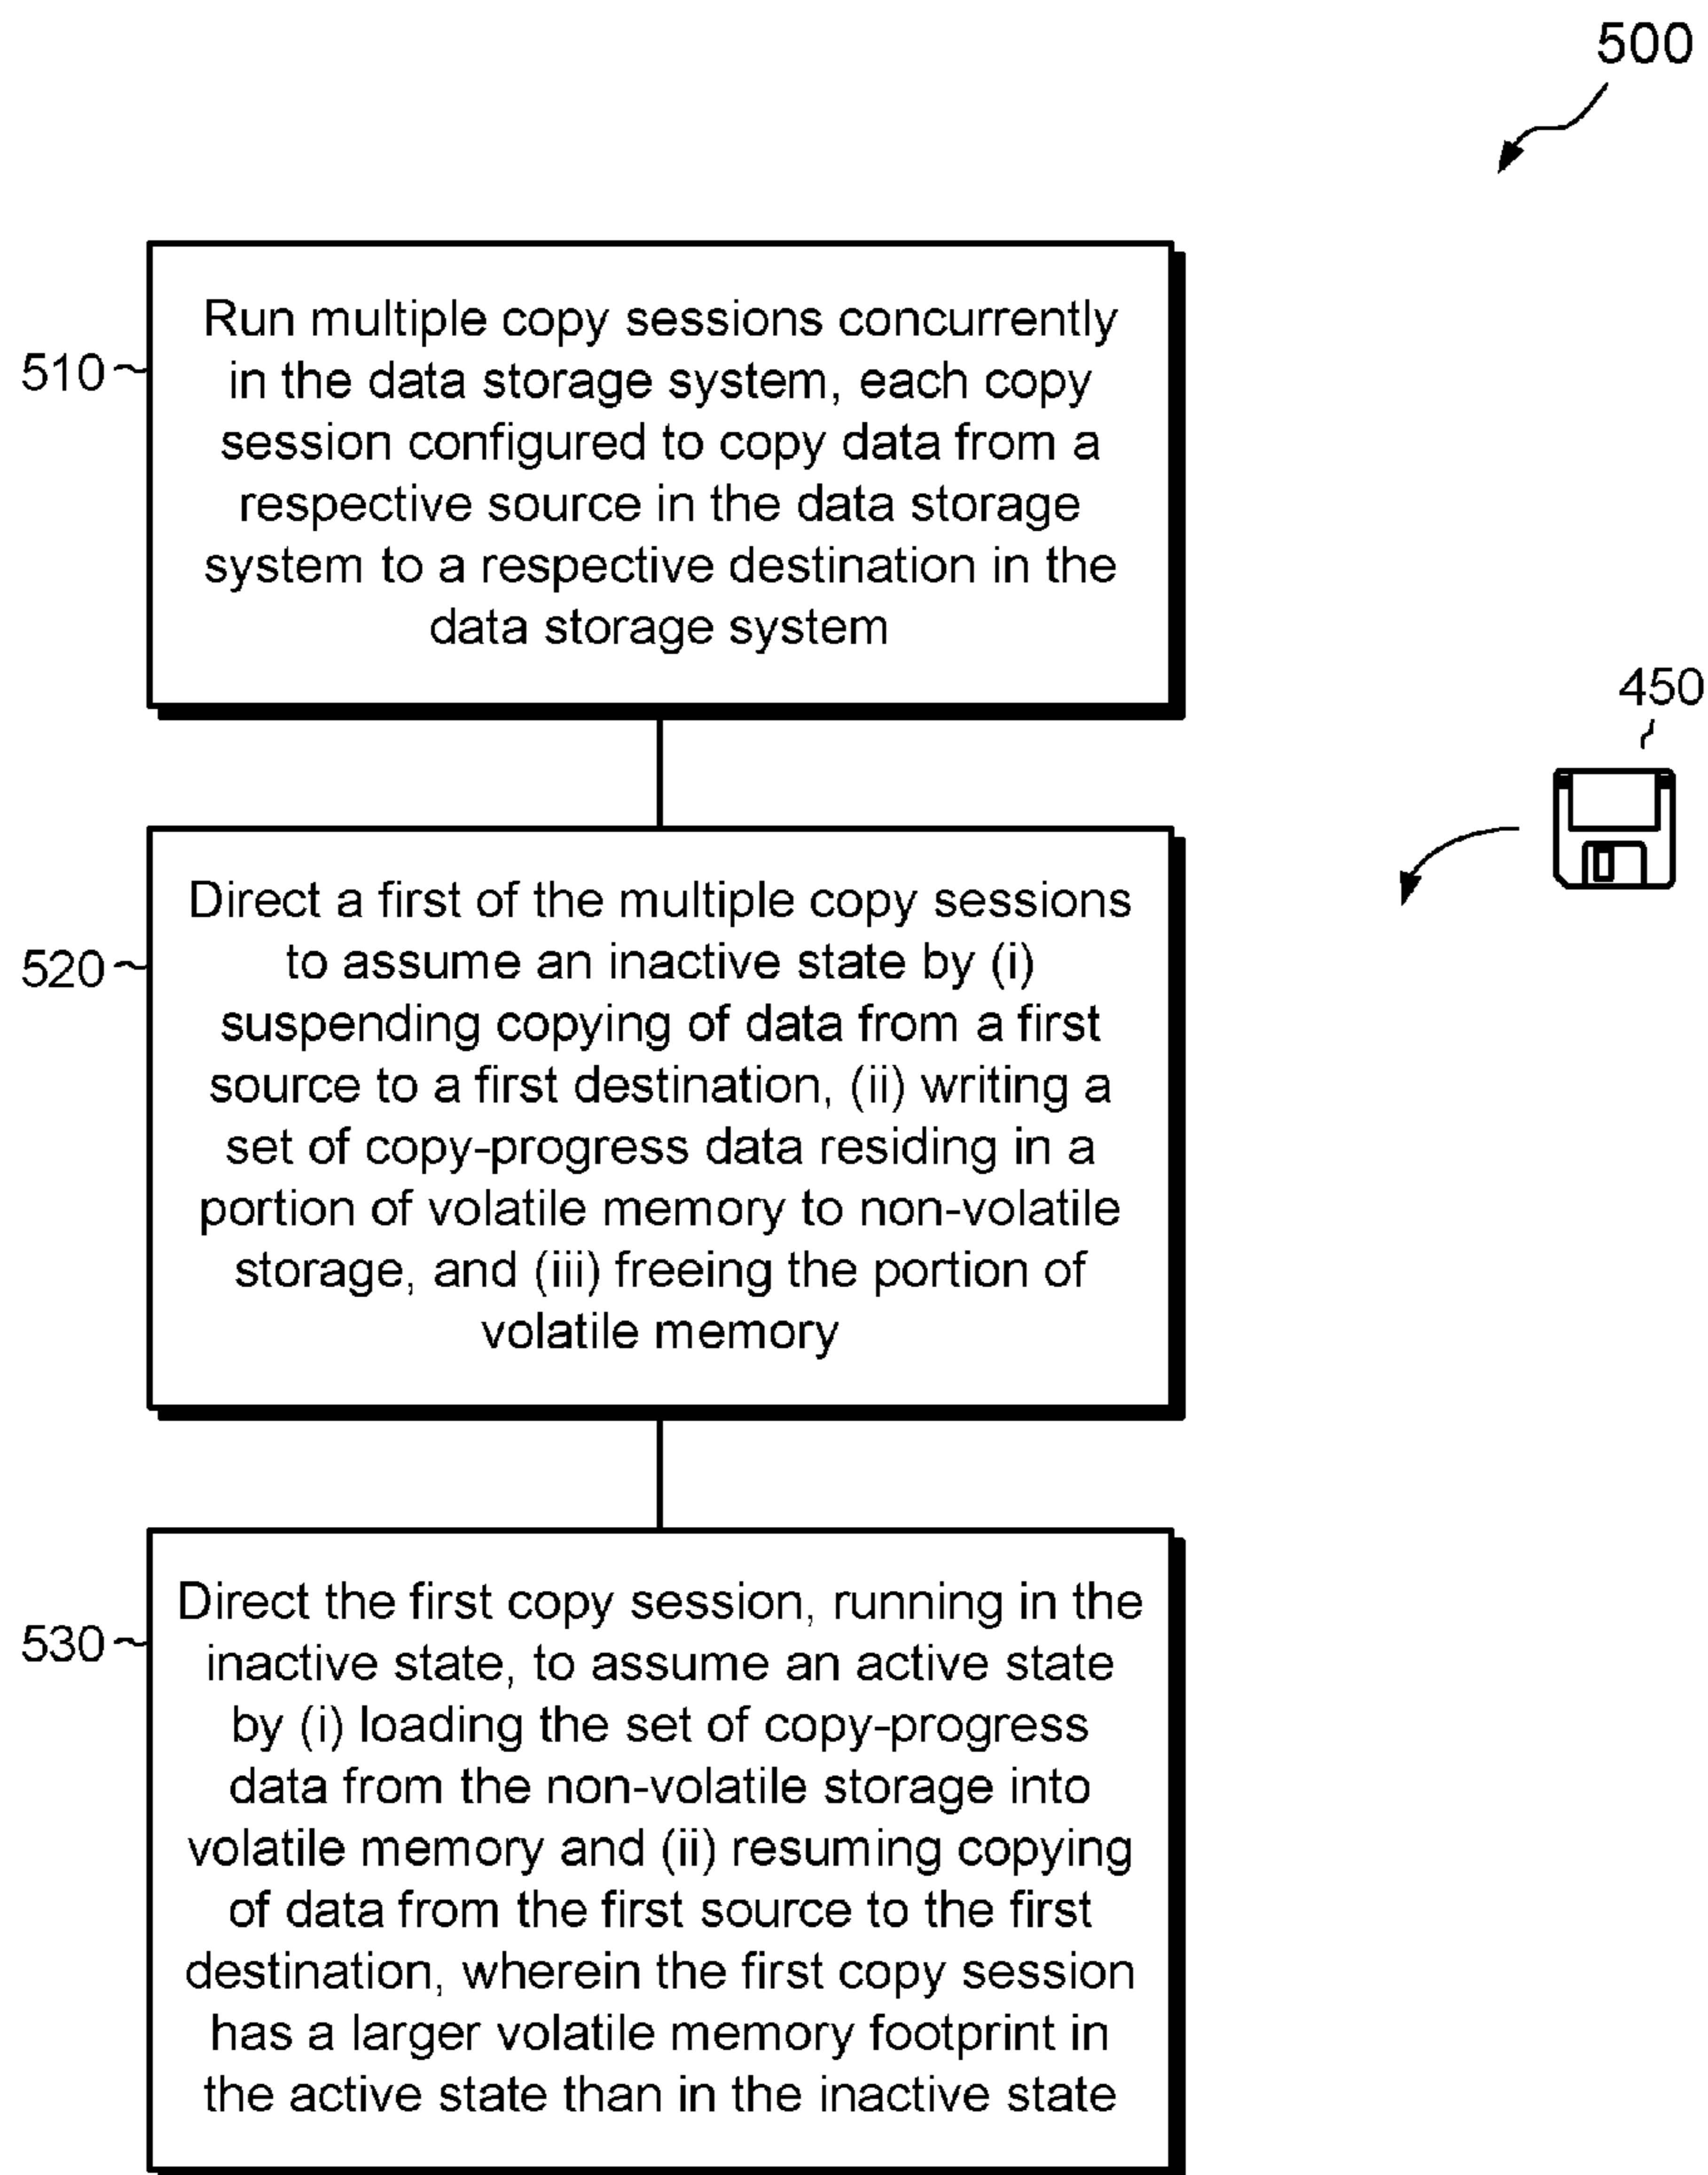 500
510
Run multiple copy sessions concurrently
in the data storage system, each copy
session configured to copy data from a
respective source in the data storage
system to a respective destination in the
data storage system
450
520
Direct a first of the multiple copy sessions
to assume an inactive state by (i)
suspending copying of data from a first
source to a first destination, (ii) writing a
set of copy-progress data residing in a
portion of volatile memory to non-volatile
storage, and (iii) freeing the portion of
volatile memory
530
Direct the first copy session, running in the
inactive state, to assume an active state
by (i) loading the set of copy-progress
data from the non-volatile storage into
volatile memory and (ii) resuming copying
of data from the first source to the first
destination, wherein the first copy session
has a larger volatile memory footprint in
the active state than in the inactive state